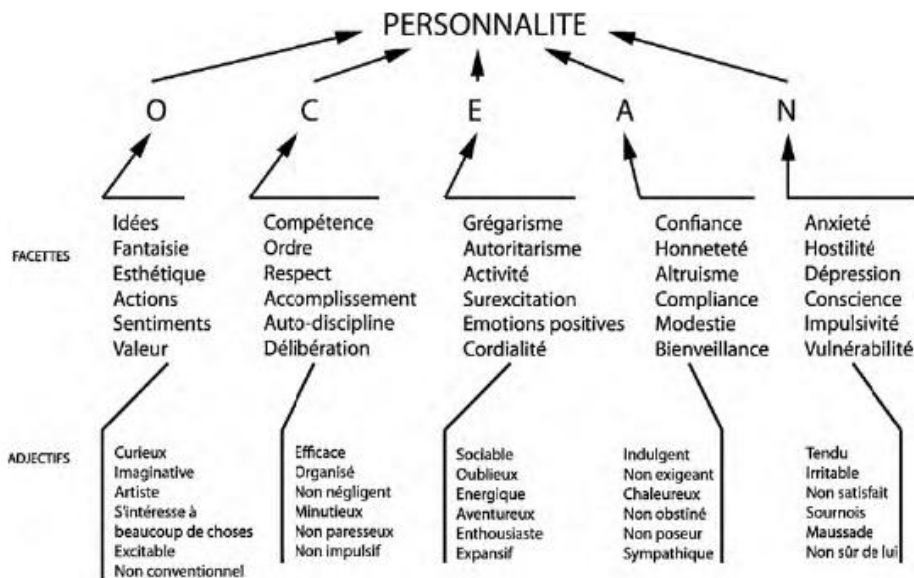 PERSONNALITE
O C E A N
FACETTES
Idées
Fantaisie
Esthétique
Actions
Sentiments
Valeur
Compétence
Ordre
Respect
Accomplissement
Auto-discipline
Délibération
Grégarisme
Autoritarisme
Activité
Surexcitation
Emotions positives
Cordialité
Confiance
Honneteté
Altruisme
Compliance
Modestie
Bienveillance
Anxieté
Hostilité
Dépression
Conscience
Impulsivité
Vulnérabilité
ADJECTIFS
Curieux
Imaginative
Artiste
S'intéresse à
beaucoup de choses
Excitable
Non conventionnel
Efficace
Organisé
Non négligent
Minutieux
Non paresseux
Non impulsif
Sociable
Oublieux
Energique
Aventureux
Enthousiaste
Expansif
Indulgent
Non exigeant
Chaleureux
Non obstiné
Non poseur
Sympathique
Tendu
Irritable
Non satisfait
Sournois
Maussade
Non sûr de lui